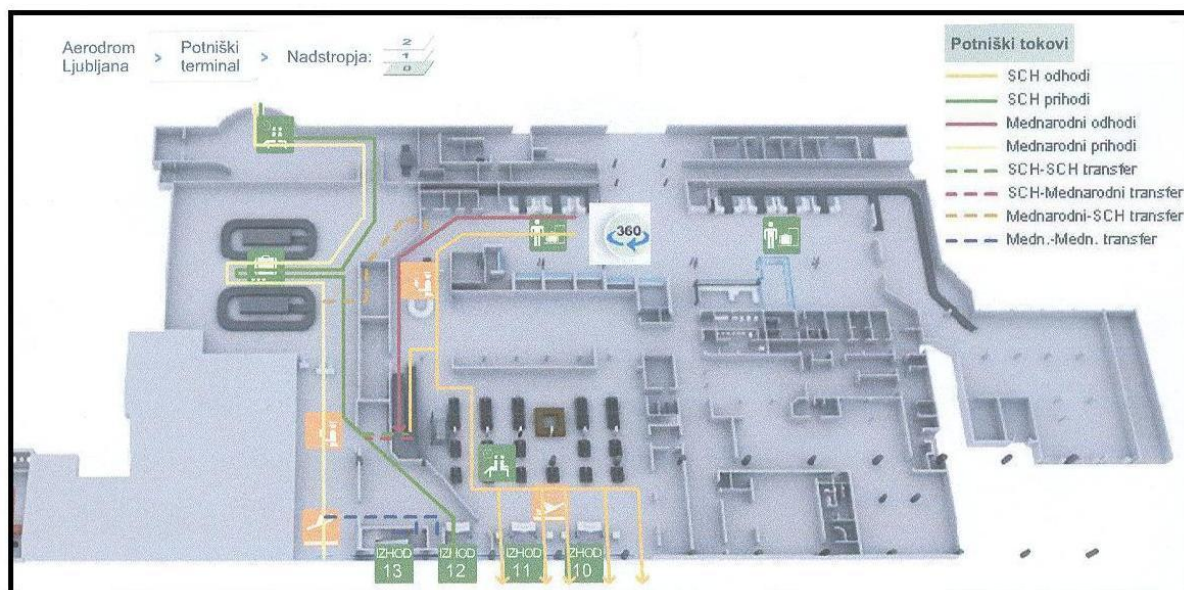 Aerodrom
Ljubljana
>
Potniški
terminal
>
Nadstropja:
2
1
0
Potniški tokovi
SCH odhodi
SCH prihodi
Mednarodni odhodi
Mednarodni prihodi
SCH-SCH transfer
SCH-Mednarodni transfer
Mednarodni-SCH transfer
Medn.-Medn. transfer
360
IZHOD
13
IZHOD
12
IZHOD
11
IZHOD
10